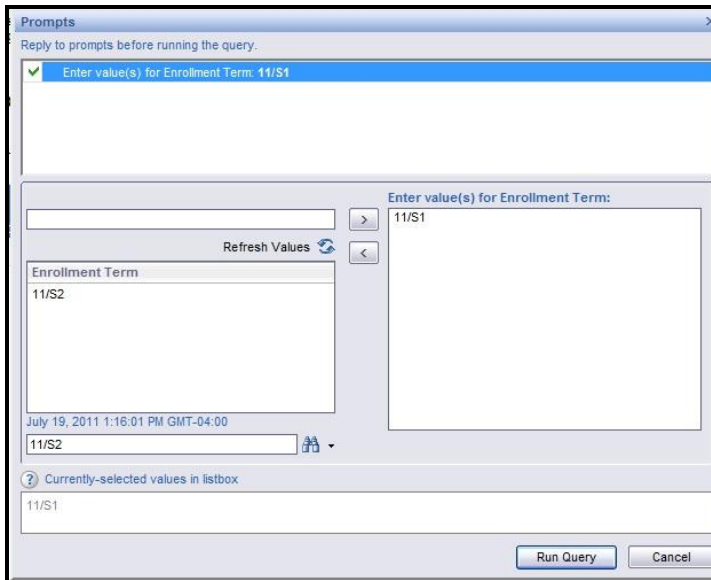 Prompts
Reply to prompts before running the query.
Enter value(s) for Enrollment Term: 11/S1
Enter value(s) for Enrollment Term:
>
11/S1
Refresh Values
<
Enrollment Term
11/S2
July 19, 2011 1:16:01 PM GMT-04:00
11/S2
? Currently-selected values in listbox
11/S1
Run Query Cancel